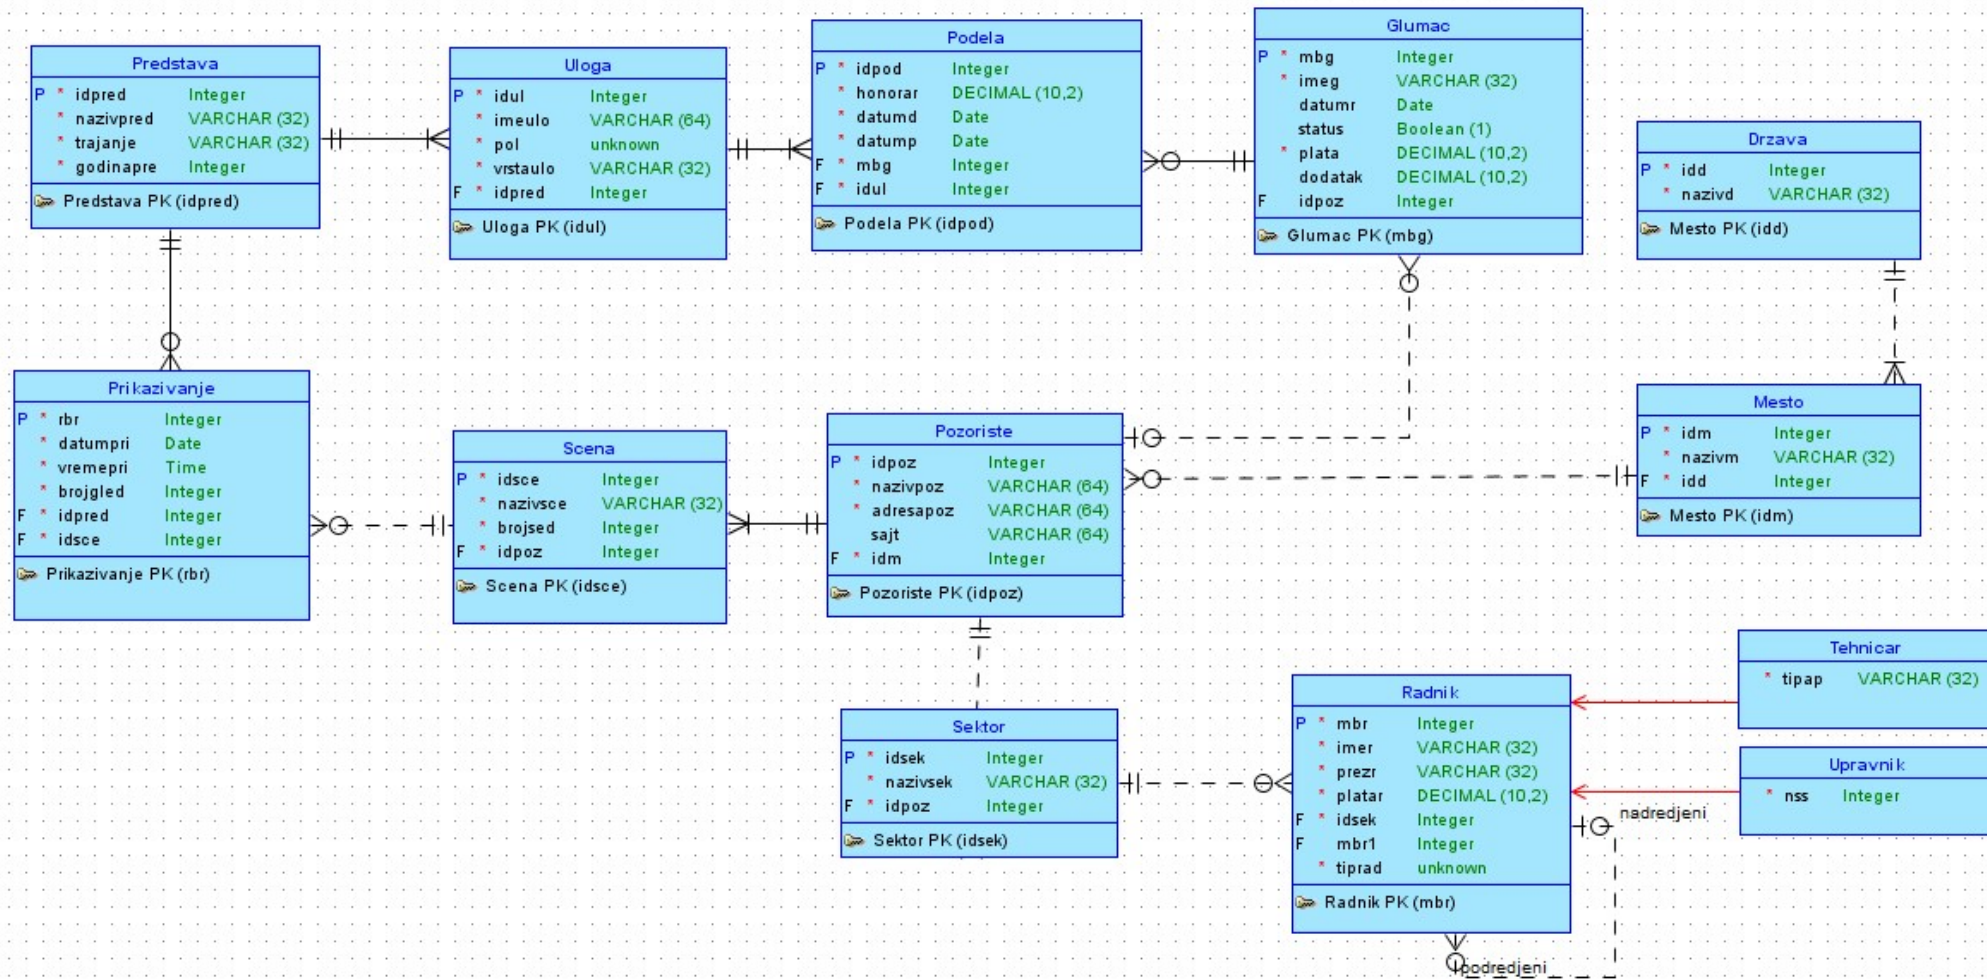 Predstava
P * idpred Integer
* nazivpred VARCHAR (32)
* trajanje VARCHAR (32)
* godinapre Integer
Predstava PK (idpred)
Uloga
P * idul Integer
* imeulo VARCHAR (64)
* pol unknown
* vrstaulo VARCHAR (32)
F * idpred Integer
Uloga PK (idul)
Podela
P * idpod Integer
* honorar DECIMAL (10,2)
* datumd Date
* datump Date
F * mbg Integer
F * idul Integer
Podela PK (idpod)
Glumac
P * mbg Integer
* imeg VARCHAR (32)
datumr Date
status Boolean (1)
* plata DECIMAL (10,2)
dodatak DECIMAL (10,2)
F idpoz Integer
Glumac PK (mbg)
Drzava
P * idd Integer
* nazivd VARCHAR (32)
Mesto PK (idd)
Prikazivanje
P * rbr Integer
* datumpri Date
* vremepri Time
* brojgled Integer
F * idpred Integer
F * idsce Integer
Prikazivanje PK (rbr)
Scena
P * idsce Integer
* nazivsce VARCHAR (32)
* brojsed Integer
F * idpoz Integer
Scena PK (idsce)
Pozoriste
P * idpoz Integer
* nazivpoz VARCHAR (64)
* adresapoz VARCHAR (64)
sajt VARCHAR (64)
F * idm Integer
Pozoriste PK (idpoz)
Mesto
P * idm Integer
* nazivm VARCHAR (32)
F * idd Integer
Mesto PK (idm)
Sektor
P * idsek Integer
* nazivsek VARCHAR (32)
F * idpoz Integer
Sektor PK (idsek)
Radnik
P * mbr Integer
* imer VARCHAR (32)
* prezr VARCHAR (32)
* platar DECIMAL (10,2)
F * idsek Integer
F mbr1 Integer
* tiprad unknown
Radnik PK (mbr)
Tehnicar
* tipap VARCHAR (32)
Upravnik
* nss Integer
nadredjeni
podredjeni